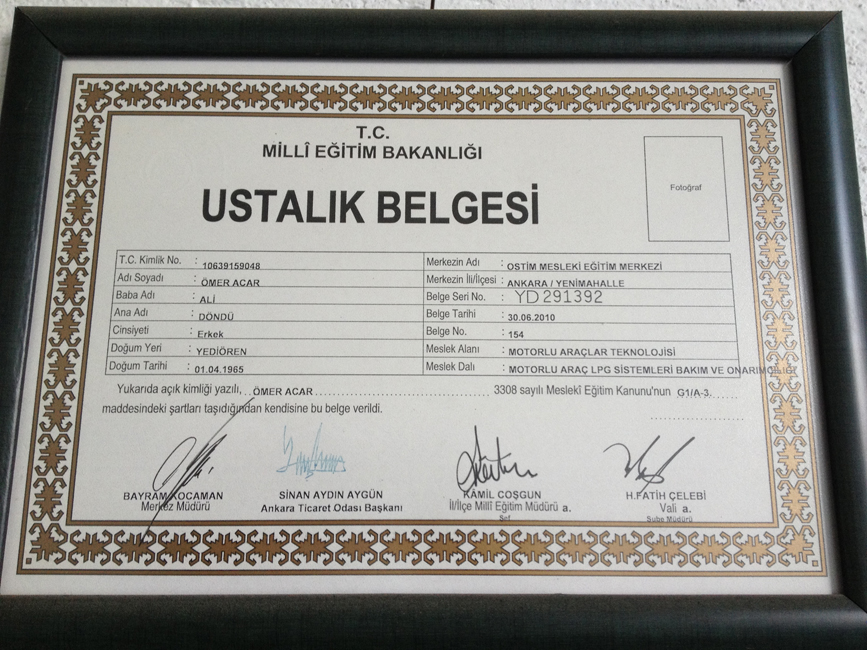 T.C.
MİLLÎ EĞİTİM BAKANLIĞI
Fotoğraf
USTALIK BELGESİ
T.C. Kimlik No. : 10639159048 Merkezin Adı : OSTİM MESLEKİ EĞİTİM MERKEZİ
Adı Soyadı : ÖMER ACAR Merkezin İli/İlçesi : ANKARA / YENİMAHALLE
Baba Adı : ALİ Belge Seri No. : YD 291392
Ana Adı : DÖNDÜ Belge Tarihi : 30.06.2010
Cinsiyeti : Erkek Belge No. : 154
Doğum Yeri : YEDİÖREN Meslek Alanı : MOTORLU ARAÇLAR TEKNOLOJİSİ
Doğum Tarihi : 01.04.1965 Meslek Dalı : MOTORLU ARAÇ LPG SİSTEMLERİ BAKIM VE ONARIMCILIĞI
Yukarıda açık kimliği yazılı, ..ÖMER ACAR........ 3308 sayılı Meslekî Eğitim Kanunu'nun G1/A-3.
maddesindeki şartları taşıdığından kendisine bu belge verildi.
BAYRAM KOCAMAN SİNAN AYDIN AYGÜN KAMİL COŞGUN H.FATİH ÇELEBİ
Merkez Müdürü Ankara Ticaret Odası Başkanı İl/İlçe Millî Eğitim Müdürü a. Vali a.
Şef Şube Müdürü